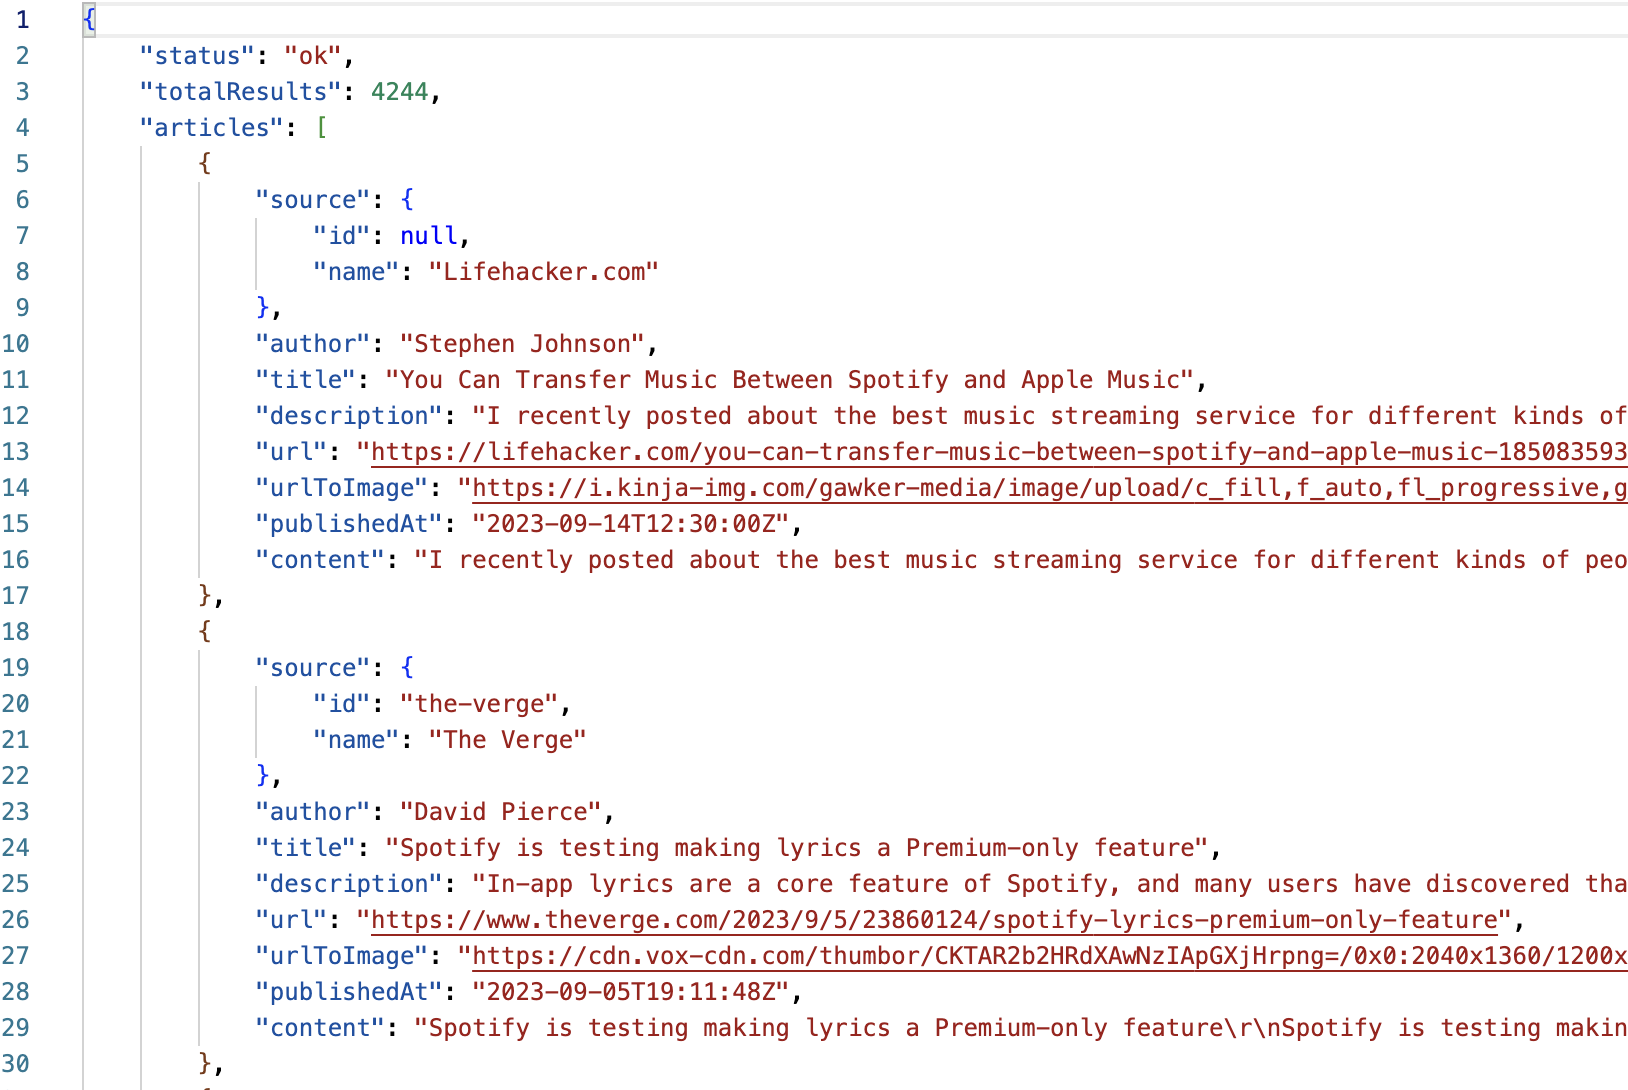 1 {
2 "status": "ok",
3 "totalResults": 4244,
4 "articles": [
5 {
6 "source": {
7 "id": null,
8 "name": "Lifehacker.com"
9 },
10 "author": "Stephen Johnson",
11 "title": "You Can Transfer Music Between Spotify and Apple Music",
12 "description": "I recently posted about the best music streaming service for different kinds of
13 "url": "https://lifehacker.com/you-can-transfer-music-between-spotify-and-apple-music-185083593
14 "urlToImage": "https://i.kinja-img.com/gawker-media/image/upload/c_fill,f_auto,fl_progressive,g
15 "publishedAt": "2023-09-14T12:30:00Z",
16 "content": "I recently posted about the best music streaming service for different kinds of peo
17 },
18 {
19 "source": {
20 "id": "the-verge",
21 "name": "The Verge"
22 },
23 "author": "David Pierce",
24 "title": "Spotify is testing making lyrics a Premium-only feature",
25 "description": "In-app lyrics are a core feature of Spotify, and many users have discovered tha
26 "url": "https://www.theverge.com/2023/9/5/23860124/spotify-lyrics-premium-only-feature",
27 "urlToImage": "https://cdn.vox-cdn.com/thumbor/CKTAR2b2HRdXAwNzIApGXjHrpng=/0x0:2040x1360/1200x
28 "publishedAt": "2023-09-05T19:11:48Z",
29 "content": "Spotify is testing making lyrics a Premium-only feature\r\nSpotify is testing makin
30 },